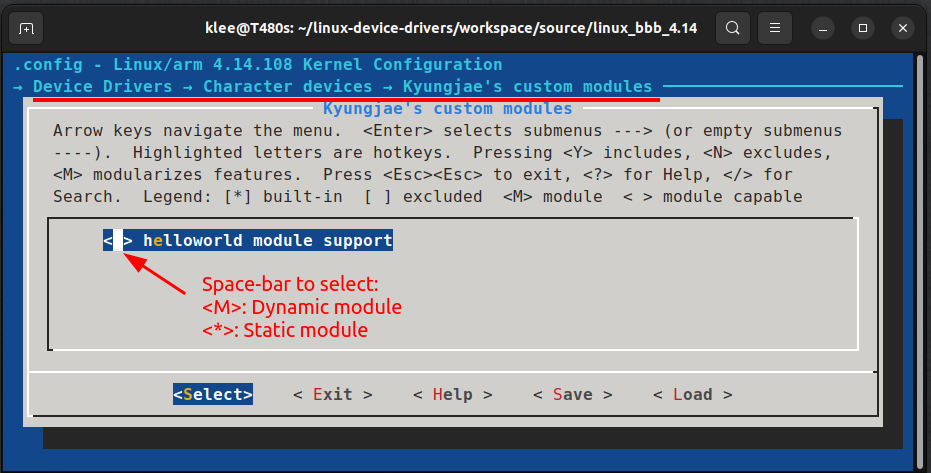 klee@T480s: ~/linux-device-drivers/workspace/source/linux_bbb_4.14
.config - Linux/arm 4.14.108 Kernel Configuration
→ Device Drivers → Character devices → Kyungjae's custom modules
Kyungjae's custom modules
Arrow keys navigate the menu.  <Enter> selects submenus ---> (or empty submenus
----).  Highlighted letters are hotkeys.  Pressing <Y> includes, <N> excludes,
<M> modularizes features.  Press <Esc><Esc> to exit, <?> for Help, </> for
Search.  Legend: [*] built-in  [ ] excluded  <M> module  < > module capable
< > helloworld module support
Space-bar to select:
<M>: Dynamic module
<*>: Static module
<Select>    < Exit >    < Help >    < Save >    < Load >